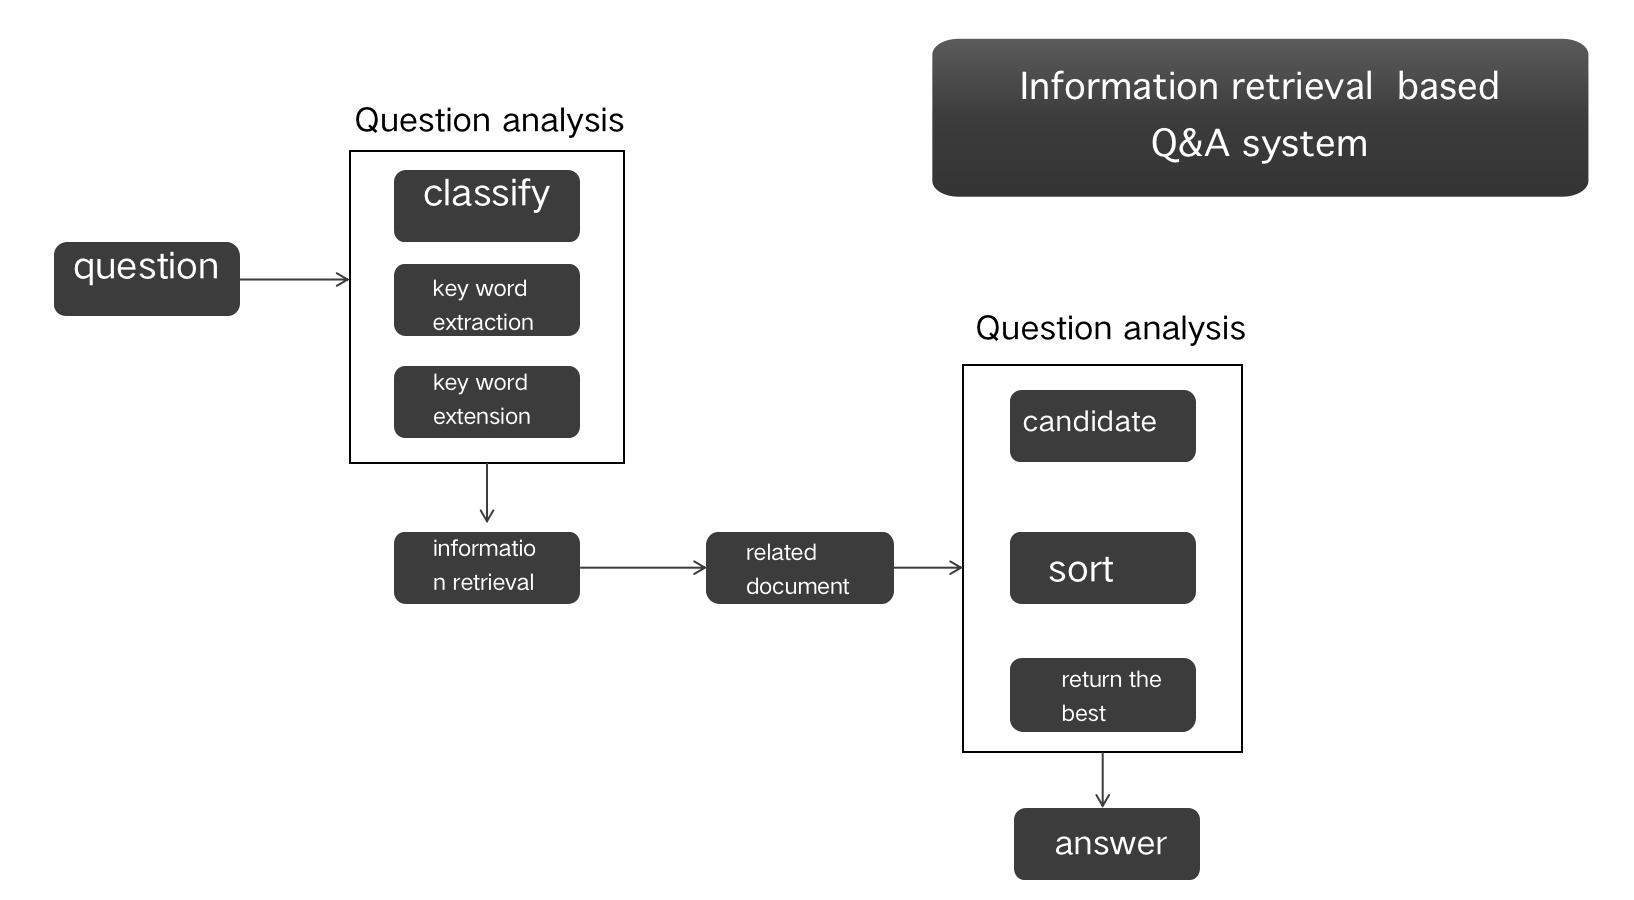 Information retrieval  based
Q&A system
Question analysis
classify
question
key word
extraction
key word
extension
informatio
n retrieval
related
document
Question analysis
candidate
sort
return the
best
answer